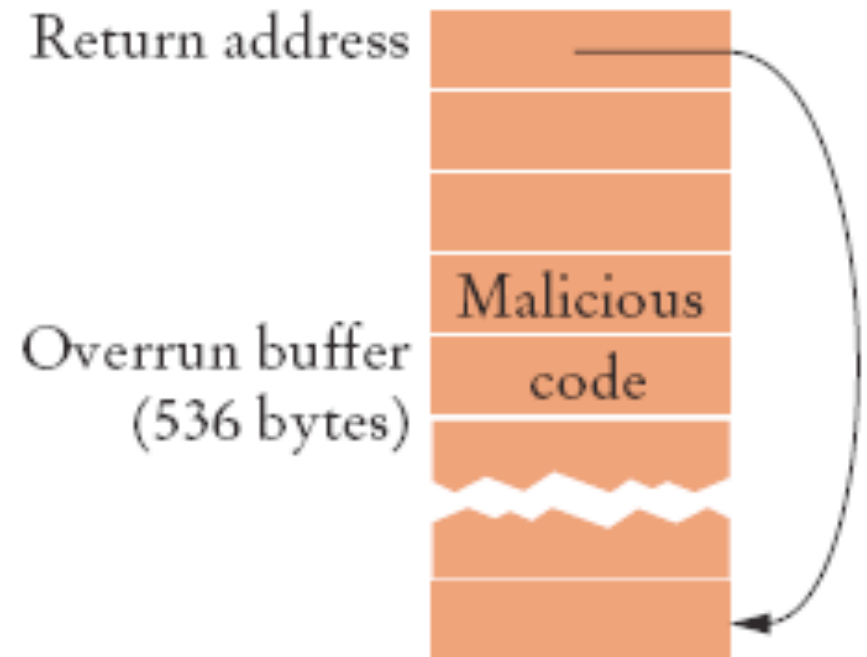 Return address
Malicious
code
Overrun buffer
(536 bytes)